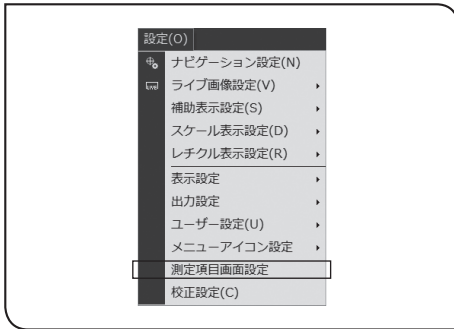 設定(O)
ナビゲーション設定(N)
Live ライブ画像設定(V)
補助表示設定(S)
スケール表示設定(D)
レチクル表示設定(R)
表示設定
出力設定
ユーザー設定(U)
メニューアイコン設定
測定項目画面設定
校正設定(C)